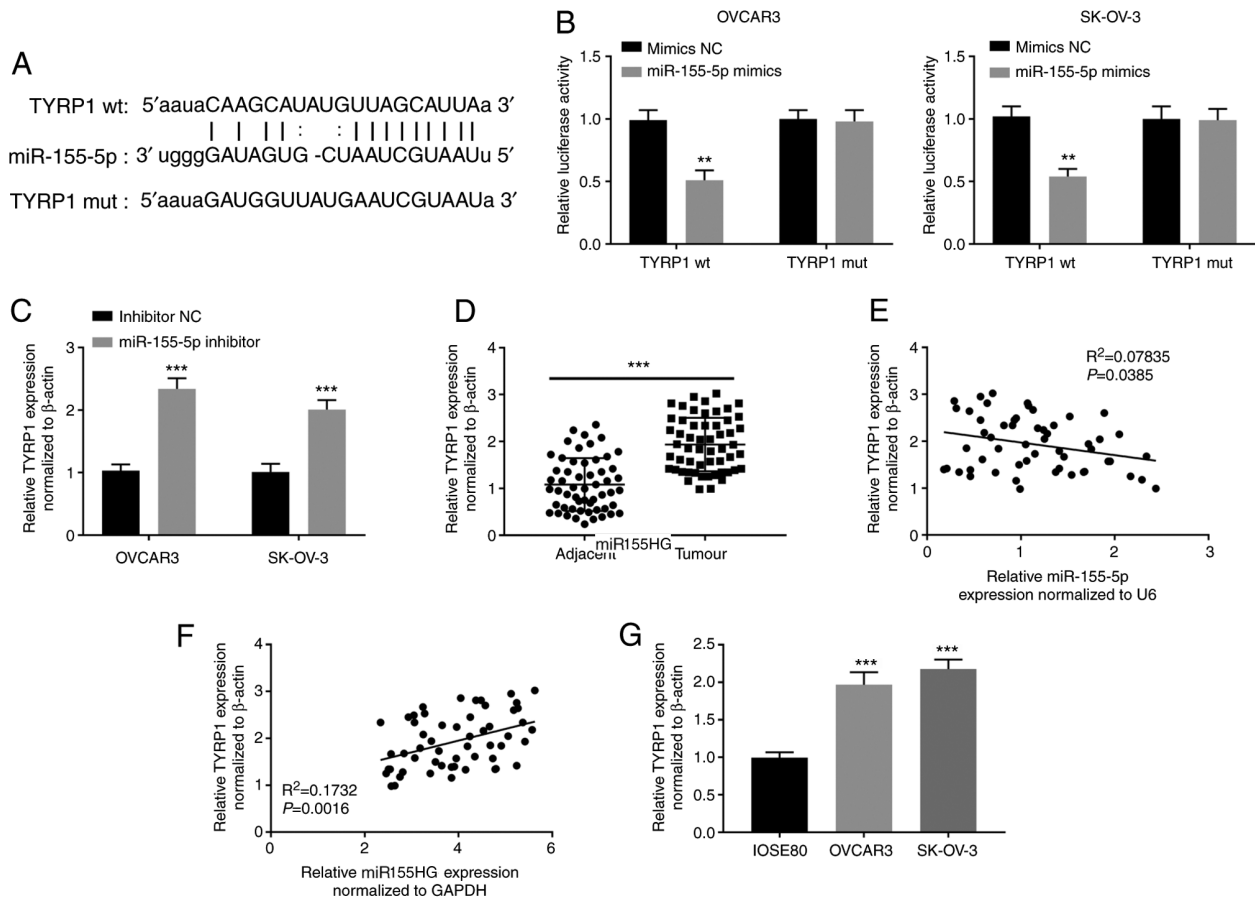 A
TYRP1 wt: 5′aauaCAAGCAUAUGUUAGCAUUAa 3′
miR-155-5p : 3′ ugggGAUAGUG -CUAAUCGUAAUu 5′
TYRP1 mut : 5′aauaGAUGGUUAUGAAUCGUAAUa 3′
B
OVCAR3
Mimics NC
miR-155-5p mimics
Relative luciferase activity
1.5
1.0
0.5
0.0
**
TYRP1 wt TYRP1 mut
SK-OV-3
Mimics NC
miR-155-5p mimics
Relative luciferase activity
1.5
1.0
0.5
0.0
**
TYRP1 wt TYRP1 mut
C
Inhibitor NC
miR-155-5p inhibitor
Relative TYRP1 expression
normalized to β-actin
3
2
1
0
*** ***
OVCAR3 SK-OV-3
D
Relative TYRP1 expression
normalized to β-actin
4
3
2
1
0
***
Adjacent Tumour
miR155HG
E
Relative TYRP1 expression
normalized to β-actin
4
3
2
1
0
R²=0.07835
P=0.0385
0 1 2 3
Relative miR-155-5p
expression normalized to U6
F
Relative TYRP1 expression
normalized to β-actin
4
3
2
1
0
R²=0.1732
P=0.0016
0 2 4 6
Relative miR155HG expression
normalized to GAPDH
G
Relative TYRP1 expression
normalized to β-actin
2.5
2.0
1.5
1.0
0.5
0.0
*** ***
IOSE80 OVCAR3 SK-OV-3